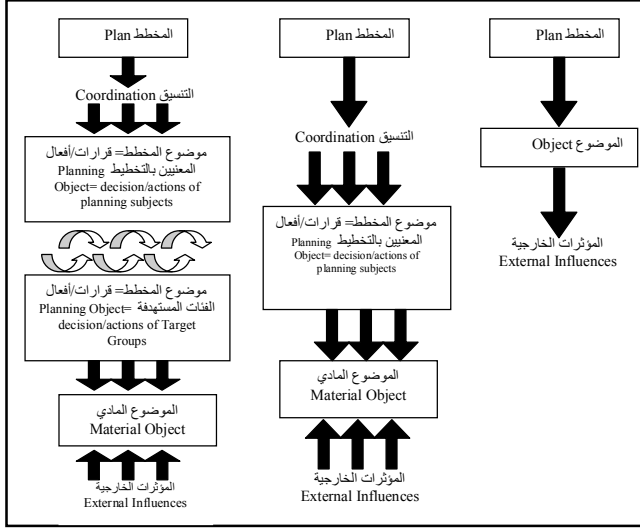 المخطط Plan
التنسيق Coordination
موضوع المخطط= قرارات/أفعال
المعنيين بالتخطيط Planning
Object= decision/actions of
planning subjects
موضوع المخطط= قرارات/أفعال
الفئات المستهدفة Planning Object=
decision/actions of Target
Groups
الموضوع المادي
Material Object
المؤثرات الخارجية
External Influences
المخطط Plan
التنسيق Coordination
موضوع المخطط= قرارات/أفعال
المعنيين بالتخطيط Planning
Object= decision/actions of
planning subjects
الموضوع المادي
Material Object
المؤثرات الخارجية
External Influences
المخطط Plan
الموضوع Object
المؤثرات الخارجية
External Influences